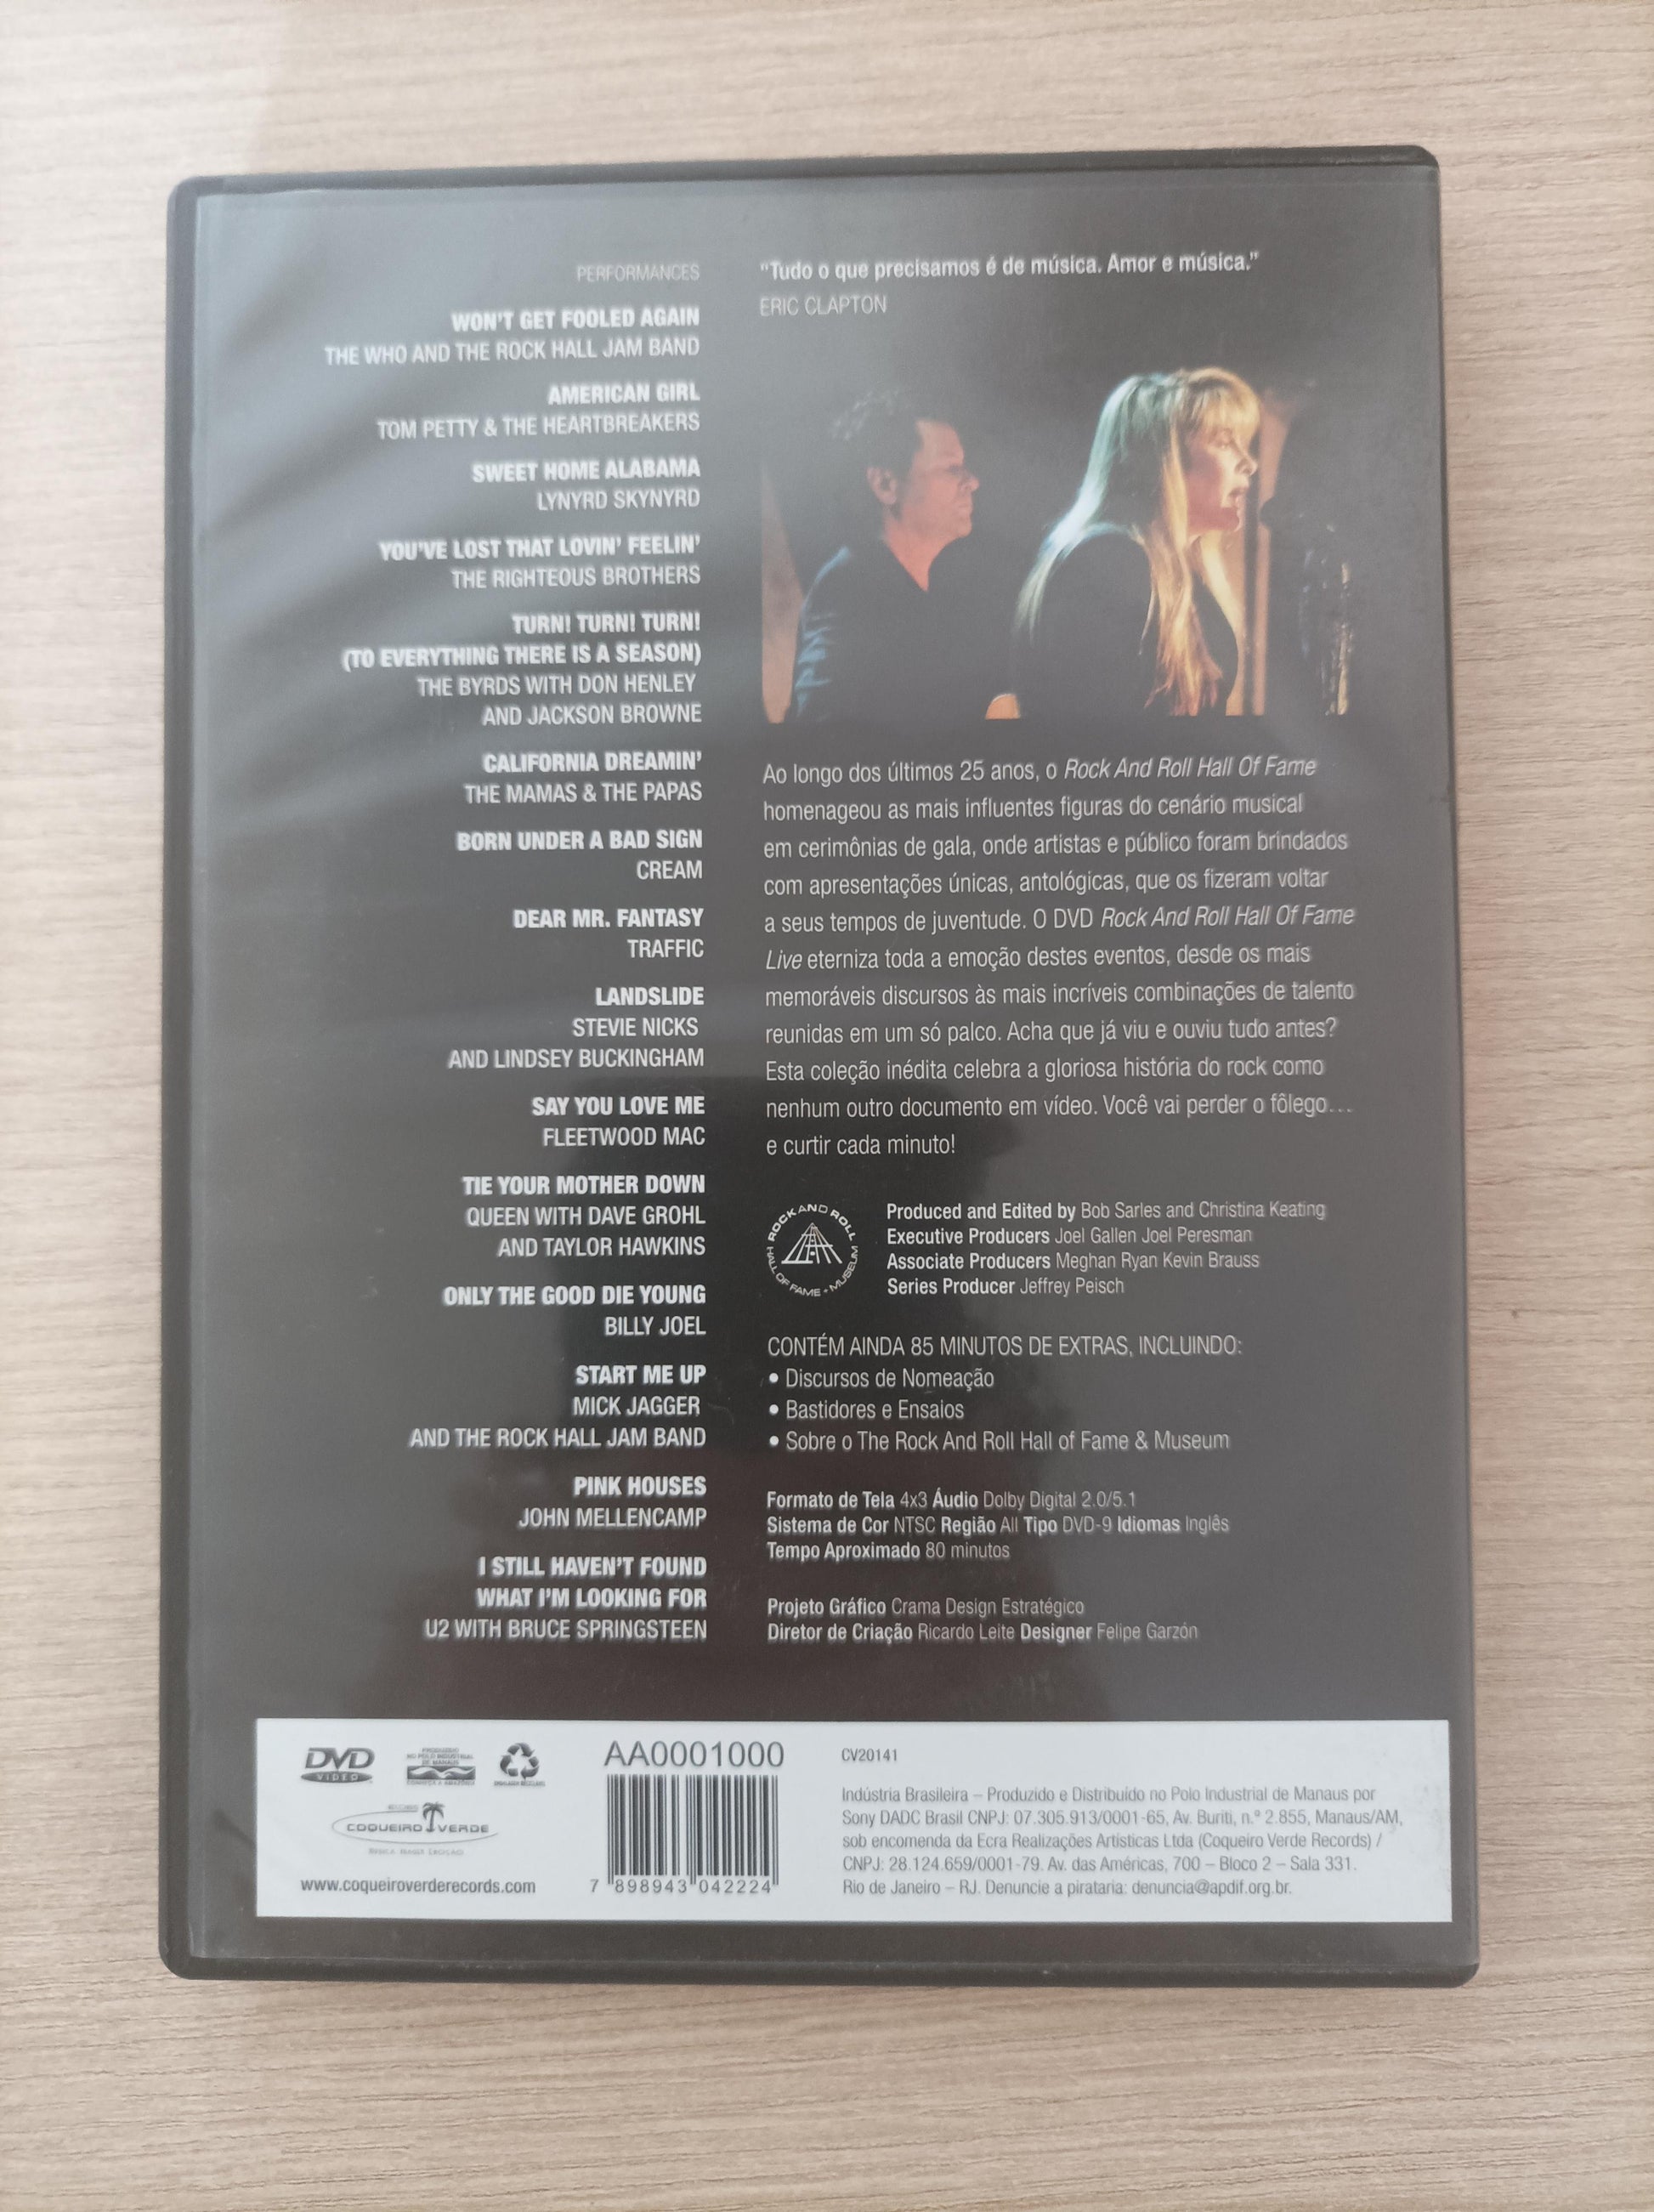 PERFORMANCES
WON'T GET FOOLED AGAIN
THE WHO AND THE ROCK HALL JAM BAND
AMERICAN GIRL
TOM PETTY & THE HEARTBREAKERS
SWEET HOME ALABAMA
LYNYRD SKYNYRD
YOU'VE LOST THAT LOVIN' FEELIN'
THE RIGHTEOUS BROTHERS
TURN! TURN! TURN!
(TO EVERYTHING THERE IS A SEASON)
THE BYRDS WITH DON HENLEY
AND JACKSON BROWNE
CALIFORNIA DREAMIN'
THE MAMAS & THE PAPAS
BORN UNDER A BAD SIGN
CREAM
DEAR MR. FANTASY
TRAFFIC
LANDSLIDE
STEVIE NICKS
AND LINDSEY BUCKINGHAM
SAY YOU LOVE ME
FLEETWOOD MAC
TIE YOUR MOTHER DOWN
QUEEN WITH DAVE GROHL
AND TAYLOR HAWKINS
ONLY THE GOOD DIE YOUNG
BILLY JOEL
START ME UP
MICK JAGGER
AND THE ROCK HALL JAM BAND
PINK HOUSES
JOHN MELLENCAMP
I STILL HAVEN'T FOUND
WHAT I'M LOOKING FOR
U2 WITH BRUCE SPRINGSTEEN
"Tudo o que precisamos é de música. Amor e música."
ERIC CLAPTON
Ao longo dos últimos 25 anos, o Rock And Roll Hall Of Fame
homenageou as mais influentes figuras do cenário musical
em cerimônias de gala, onde artistas e público foram brindados
com apresentações únicas, antológicas, que os fizeram voltar
a seus tempos de juventude. O DVD Rock And Roll Hall Of Fame
Live eterniza toda a emoção destes eventos, desde os mais
memoráveis discursos às mais incríveis combinações de talento
reunidas em um só palco. Acha que já viu e ouviu tudo antes?
Esta coleção inédita celebra a gloriosa história do rock como
nenhum outro documento em vídeo. Você vai perder o fôlego...
e curtir cada minuto!
ROCK AND ROLL
HALL OF FAME + MUSEUM
Produced and Edited by Bob Sarles and Christina Keating
Executive Producers Joel Gallen Joel Peresman
Associate Producers Meghan Ryan Kevin Brauss
Series Producer Jeffrey Peisch
CONTÉM AINDA 85 MINUTOS DE EXTRAS, INCLUINDO:
• Discursos de Nomeação
• Bastidores e Ensaios
• Sobre o The Rock And Roll Hall of Fame & Museum
Formato de Tela 4x3 Áudio Dolby Digital 2.0/5.1
Sistema de Cor NTSC Região All Tipo DVD-9 Idiomas Inglês
Tempo Aproximado 80 minutos
Projeto Gráfico Crama Design Estratégico
Diretor de Criação Ricardo Leite Designer Felipe Garzón
DVD
VIDEO
PRODUZIDO
NO POLO INDUSTRIAL
DE MANAUS
CONHEÇA A AMAZÔNIA
RECORDS
COQUEIRO VERDE
www.coqueiroverderecords.com
AA0001000
7 898943 042224
CV20141
Indústria Brasileira – Produzido e Distribuído no Polo Industrial de Manaus por
Sony DADC Brasil CNPJ: 07.305.913/0001-65, Av. Buriti, n.º 2.855, Manaus/AM,
sob encomenda da Ecra Realizações Artísticas Ltda (Coqueiro Verde Records) /
CNPJ: 28.124.659/0001-79. Av. das Américas, 700 – Bloco 2 – Sala 331.
Rio de Janeiro – RJ. Denuncie a pirataria: denuncia@apdif.org.br.